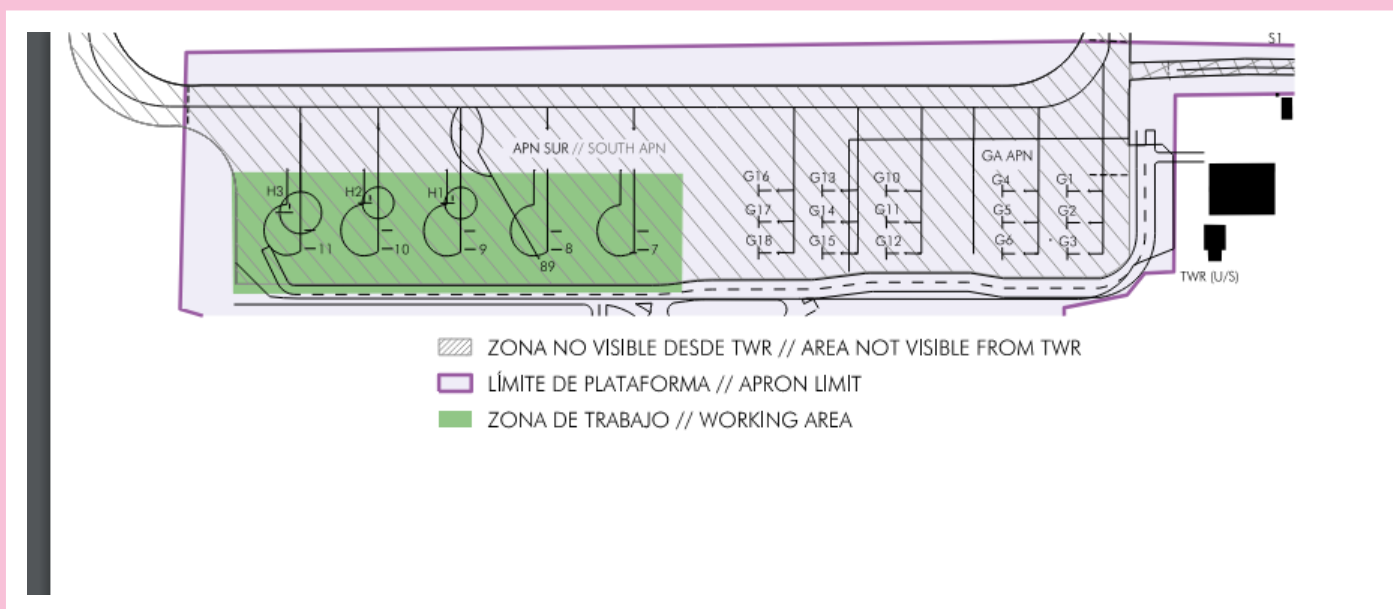 S1
APN SUR // SOUTH APN
GA APN
G16 G13 G10 G4 G1
H3 H2 H1
G17 G14 G11 G5 G2
G18 G15 G12 G6 G3
11 10 9 8 7
89
TWR (U/S)
ZONA NO VISIBLE DESDE TWR // AREA NOT VISIBLE FROM TWR
LÍMITE DE PLATAFORMA // APRON LIMIT
ZONA DE TRABAJO // WORKING AREA